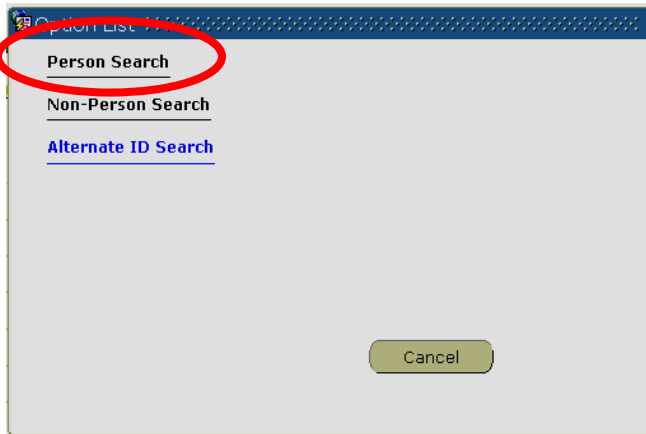 Option List
Person Search
Non-Person Search
Alternate ID Search
Cancel